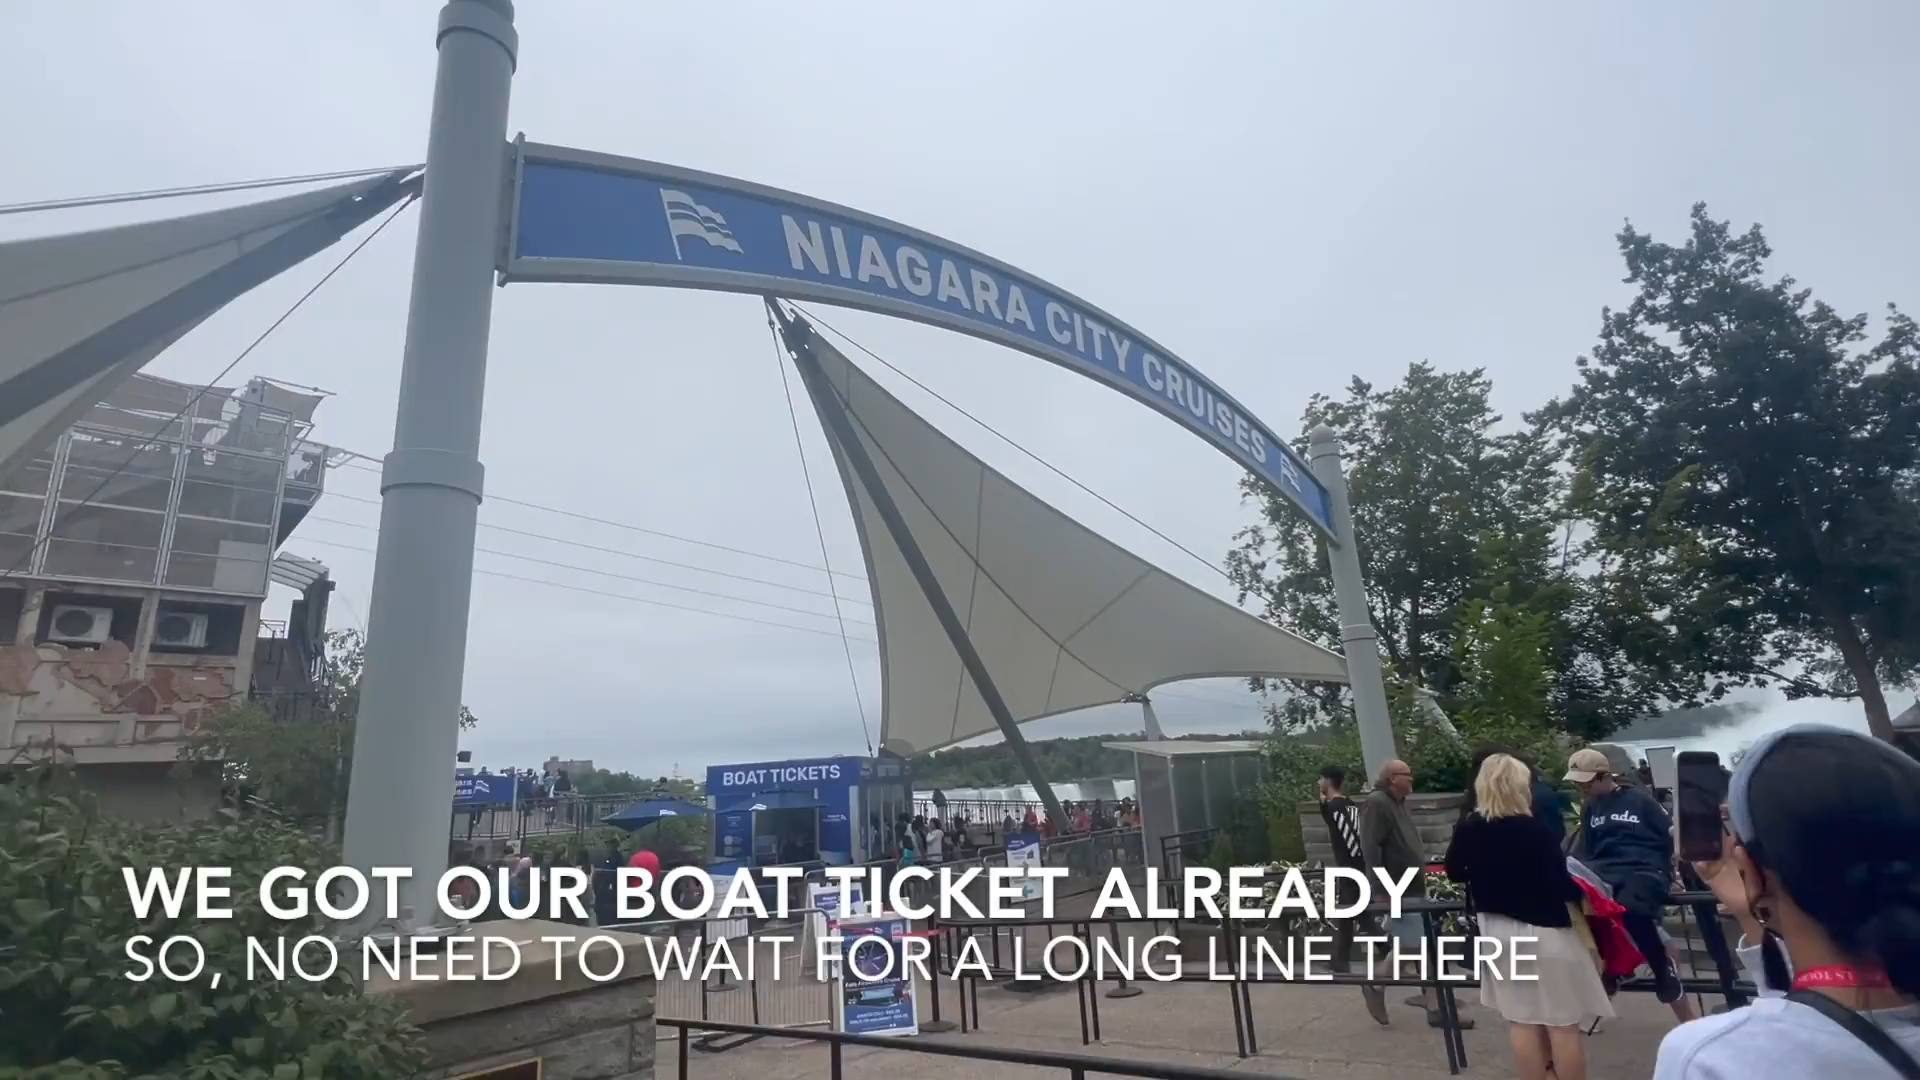 NIAGARA CITY CRUISES
BOAT TICKETS
WE GOT OUR BOAT TICKET ALREADY
SO, NO NEED TO WAIT FOR A LONG LINE THERE